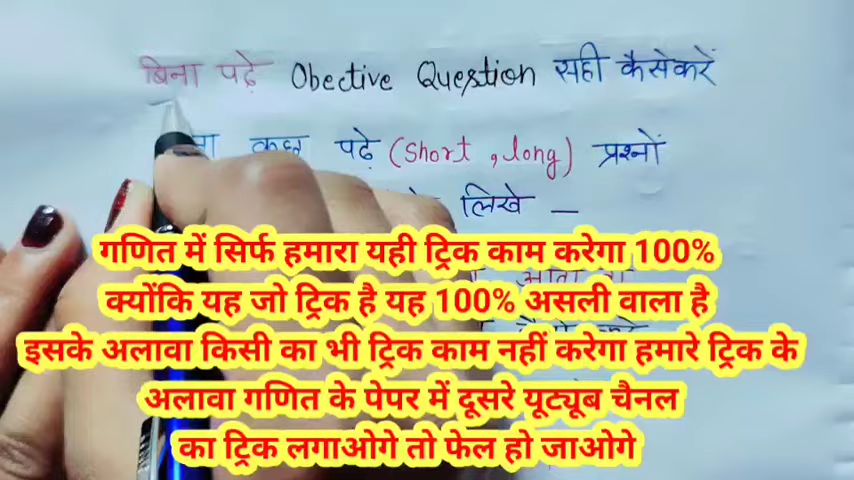 बिना पढ़े Obective Question सही कैसे करें
पढ़े (Short, long) प्रश्नों
लिखे —
गणित में सिर्फ हमारा यही ट्रिक काम करेगा 100%
क्योंकि यह जो ट्रिक है यह 100% असली वाला है
इसके अलावा किसी का भी ट्रिक काम नहीं करेगा हमारे ट्रिक के
अलावा गणित के पेपर में दूसरे यूट्यूब चैनल
का ट्रिक लगाओगे तो फेल हो जाओगे